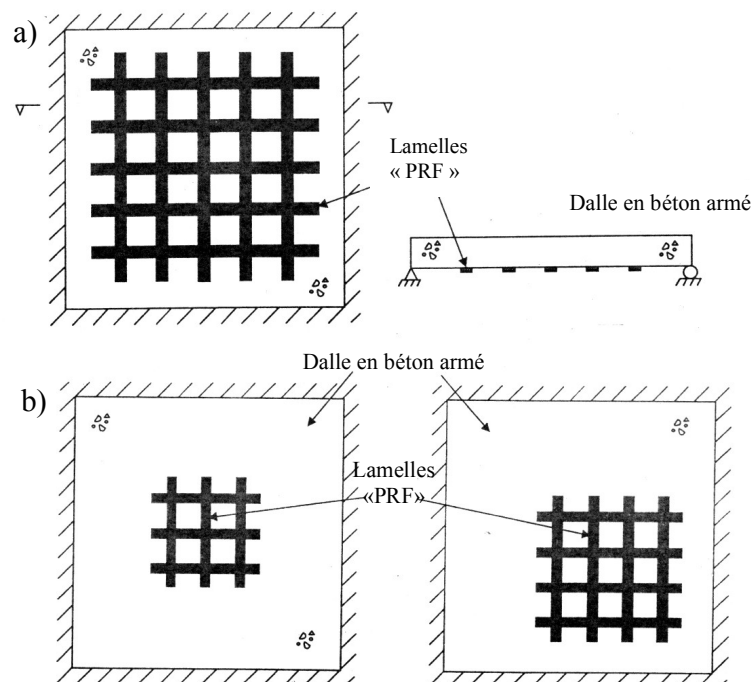 a)
Lamelles
« PRF »
Dalle en béton armé
Dalle en béton armé
b)
Lamelles
«PRF»